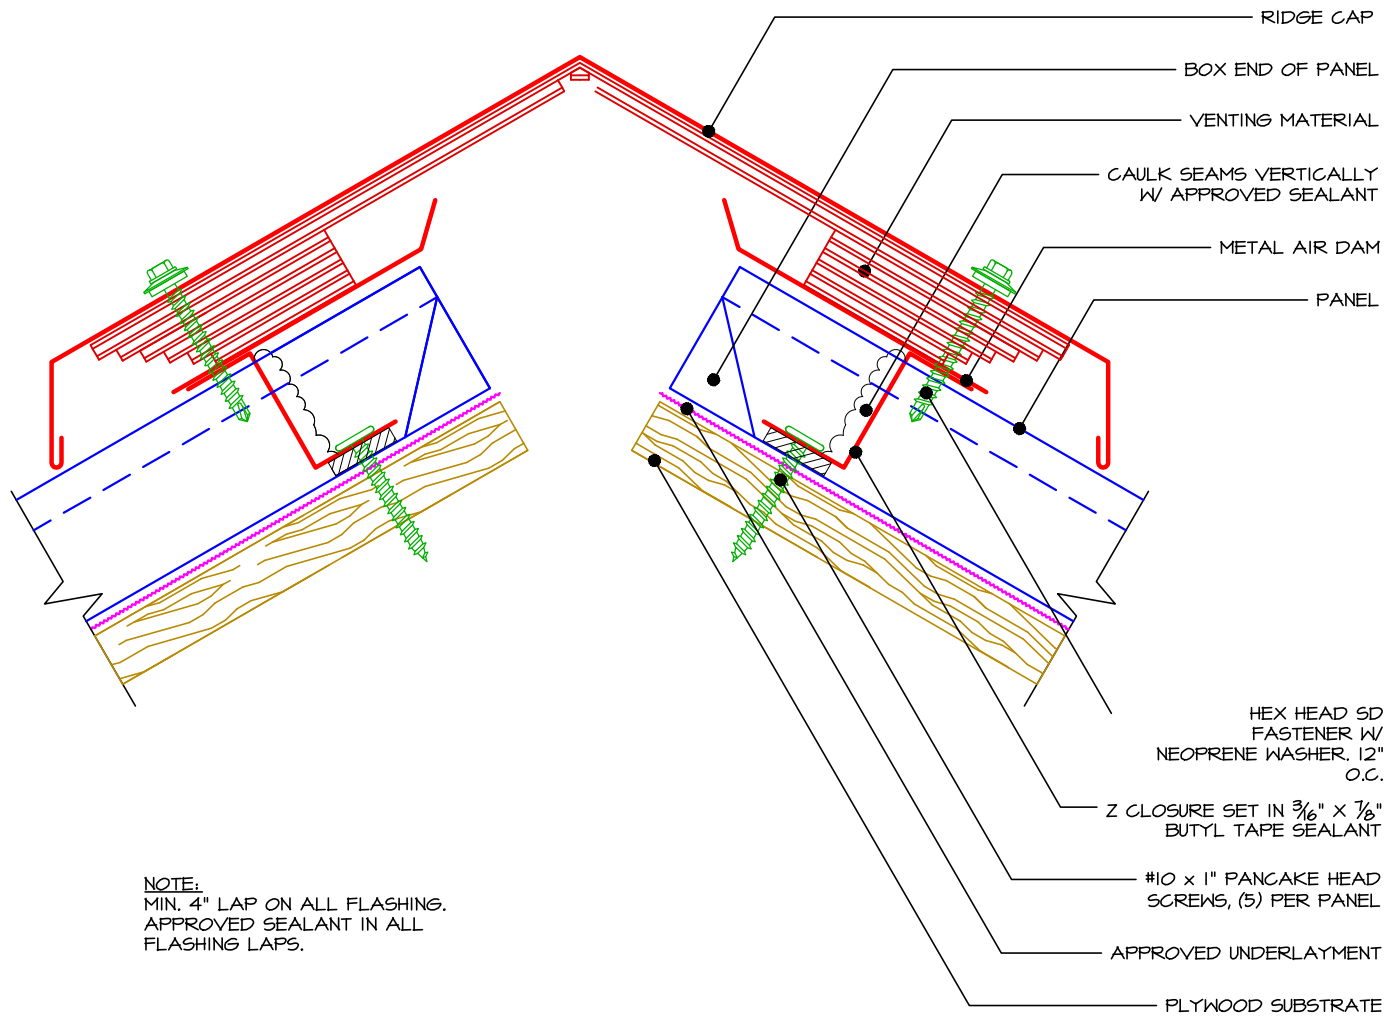 RIDGE CAP
BOX END OF PANEL
VENTING MATERIAL
CAULK SEAMS VERTICALLY
W/ APPROVED SEALANT
METAL AIR DAM
PANEL
HEX HEAD SD
FASTENER W/
NEOPRENE WASHER. 12"
O.C.
Z CLOSURE SET IN 3/16" X 7/8"
BUTYL TAPE SEALANT
#10 x 1" PANCAKE HEAD
SCREWS, (5) PER PANEL
APPROVED UNDERLAYMENT
PLYWOOD SUBSTRATE
NOTE:
MIN. 4" LAP ON ALL FLASHING.
APPROVED SEALANT IN ALL
FLASHING LAPS.